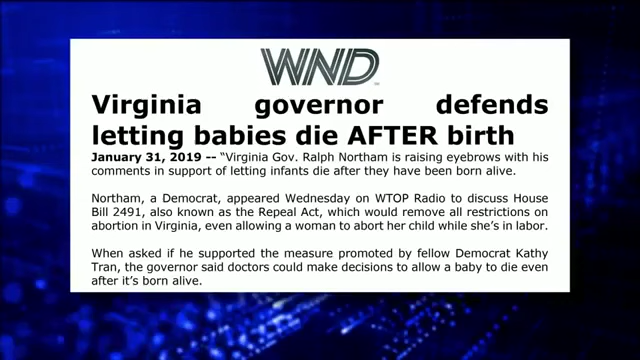 WND
Virginia governor defends
letting babies die AFTER birth
January 31, 2019 -- “Virginia Gov. Ralph Northam is raising eyebrows with his
comments in support of letting infants die after they have been born alive.
Northam, a Democrat, appeared Wednesday on WTOP Radio to discuss House
Bill 2491, also known as the Repeal Act, which would remove all restrictions on
abortion in Virginia, even allowing a woman to abort her child while she’s in labor.
When asked if he supported the measure promoted by fellow Democrat Kathy
Tran, the governor said doctors could make decisions to allow a baby to die even
after it’s born alive.